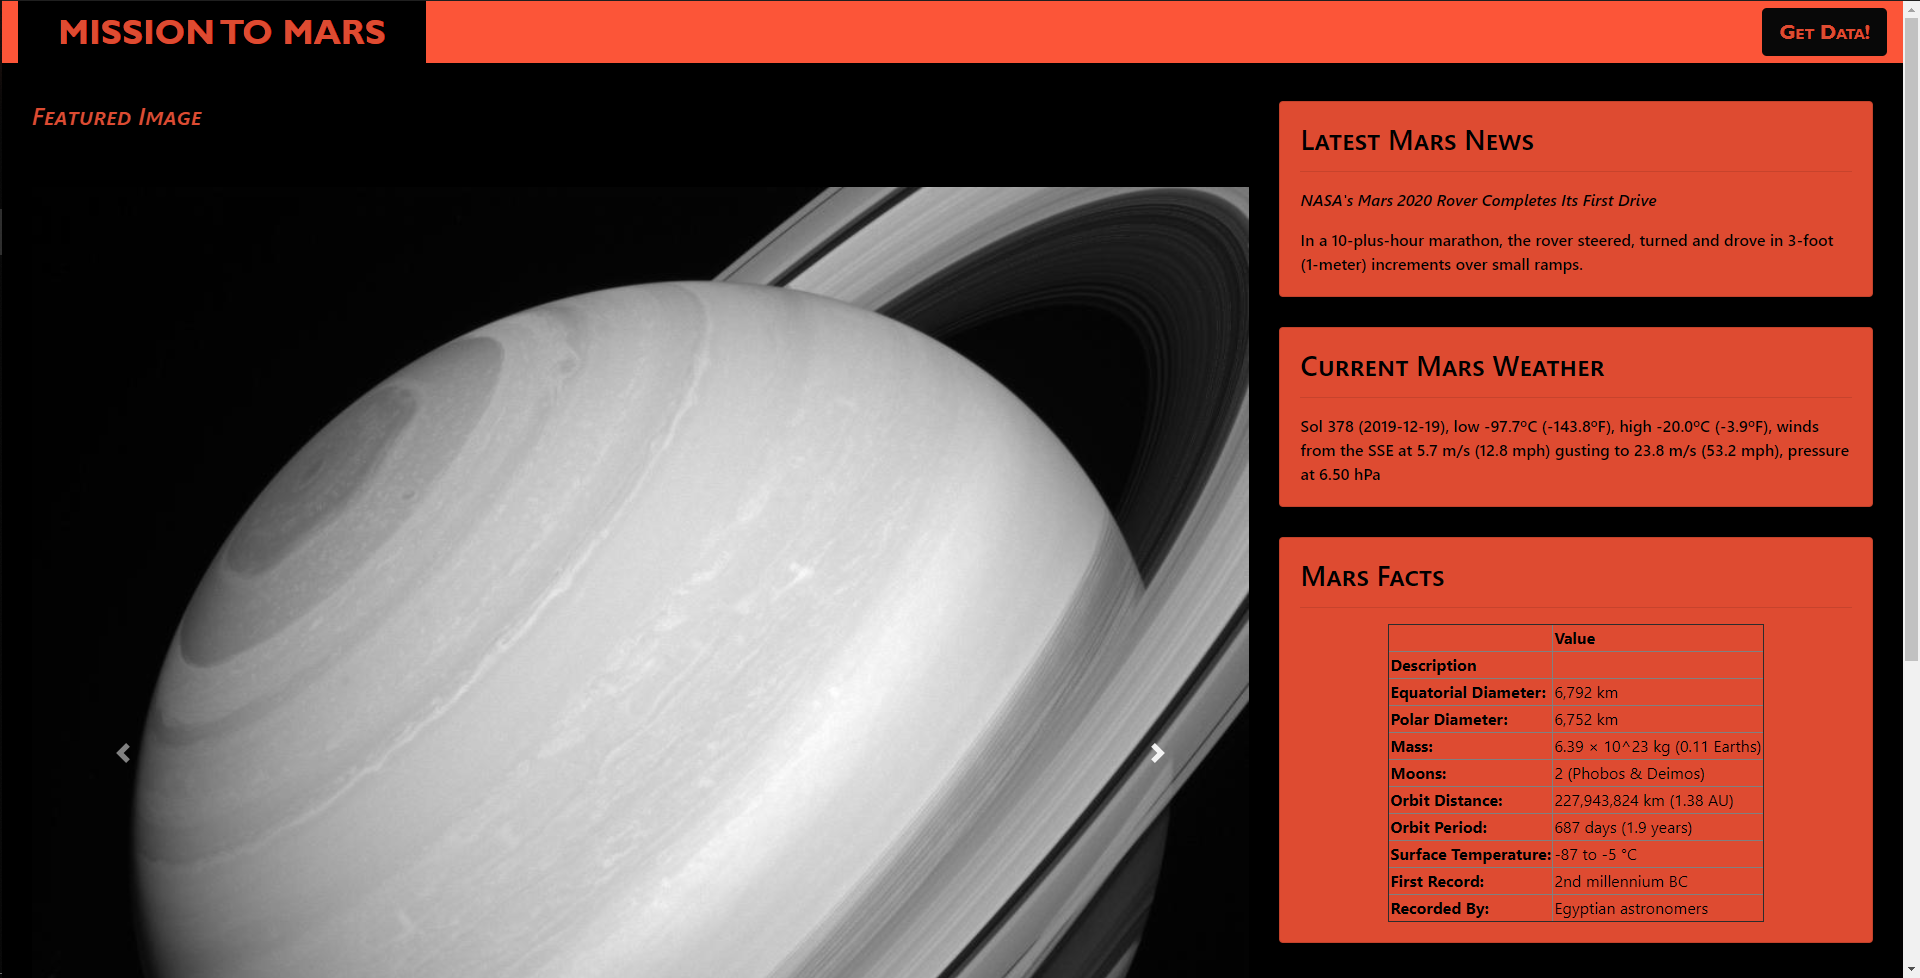 MISSION TO MARS
Get Data!
Featured Image
Latest Mars News
NASA's Mars 2020 Rover Completes Its First Drive
In a 10-plus-hour marathon, the rover steered, turned and drove in 3-foot
(1-meter) increments over small ramps.
Current Mars Weather
Sol 378 (2019-12-19), low -97.7ºC (-143.8ºF), high -20.0ºC (-3.9ºF), winds
from the SSE at 5.7 m/s (12.8 mph) gusting to 23.8 m/s (53.2 mph), pressure
at 6.50 hPa
Mars Facts
Value
Description
Equatorial Diameter: 6,792 km
Polar Diameter: 6,752 km
Mass: 6.39 × 10^23 kg (0.11 Earths)
Moons: 2 (Phobos & Deimos)
Orbit Distance: 227,943,824 km (1.38 AU)
Orbit Period: 687 days (1.9 years)
Surface Temperature: -87 to -5 °C
First Record: 2nd millennium BC
Recorded By: Egyptian astronomers